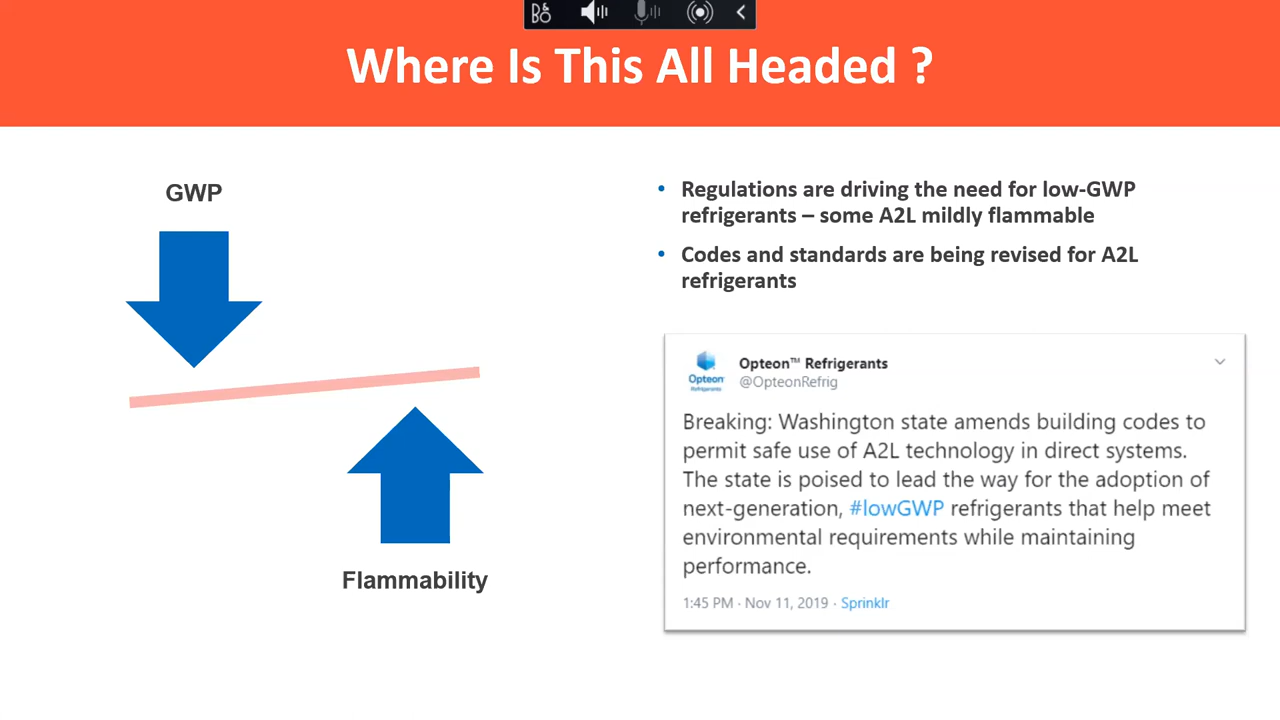 B&O
Where Is This All Headed ?
GWP
Flammability
• Regulations are driving the need for low-GWP
refrigerants – some A2L mildly flammable
• Codes and standards are being revised for A2L
refrigerants
Opteon™ Refrigerants
@OpteonRefrig
Opteon
Refrigerants
Breaking: Washington state amends building codes to
permit safe use of A2L technology in direct systems.
The state is poised to lead the way for the adoption of
next-generation, #lowGWP refrigerants that help meet
environmental requirements while maintaining
performance.
1:45 PM · Nov 11, 2019 · Sprinklr